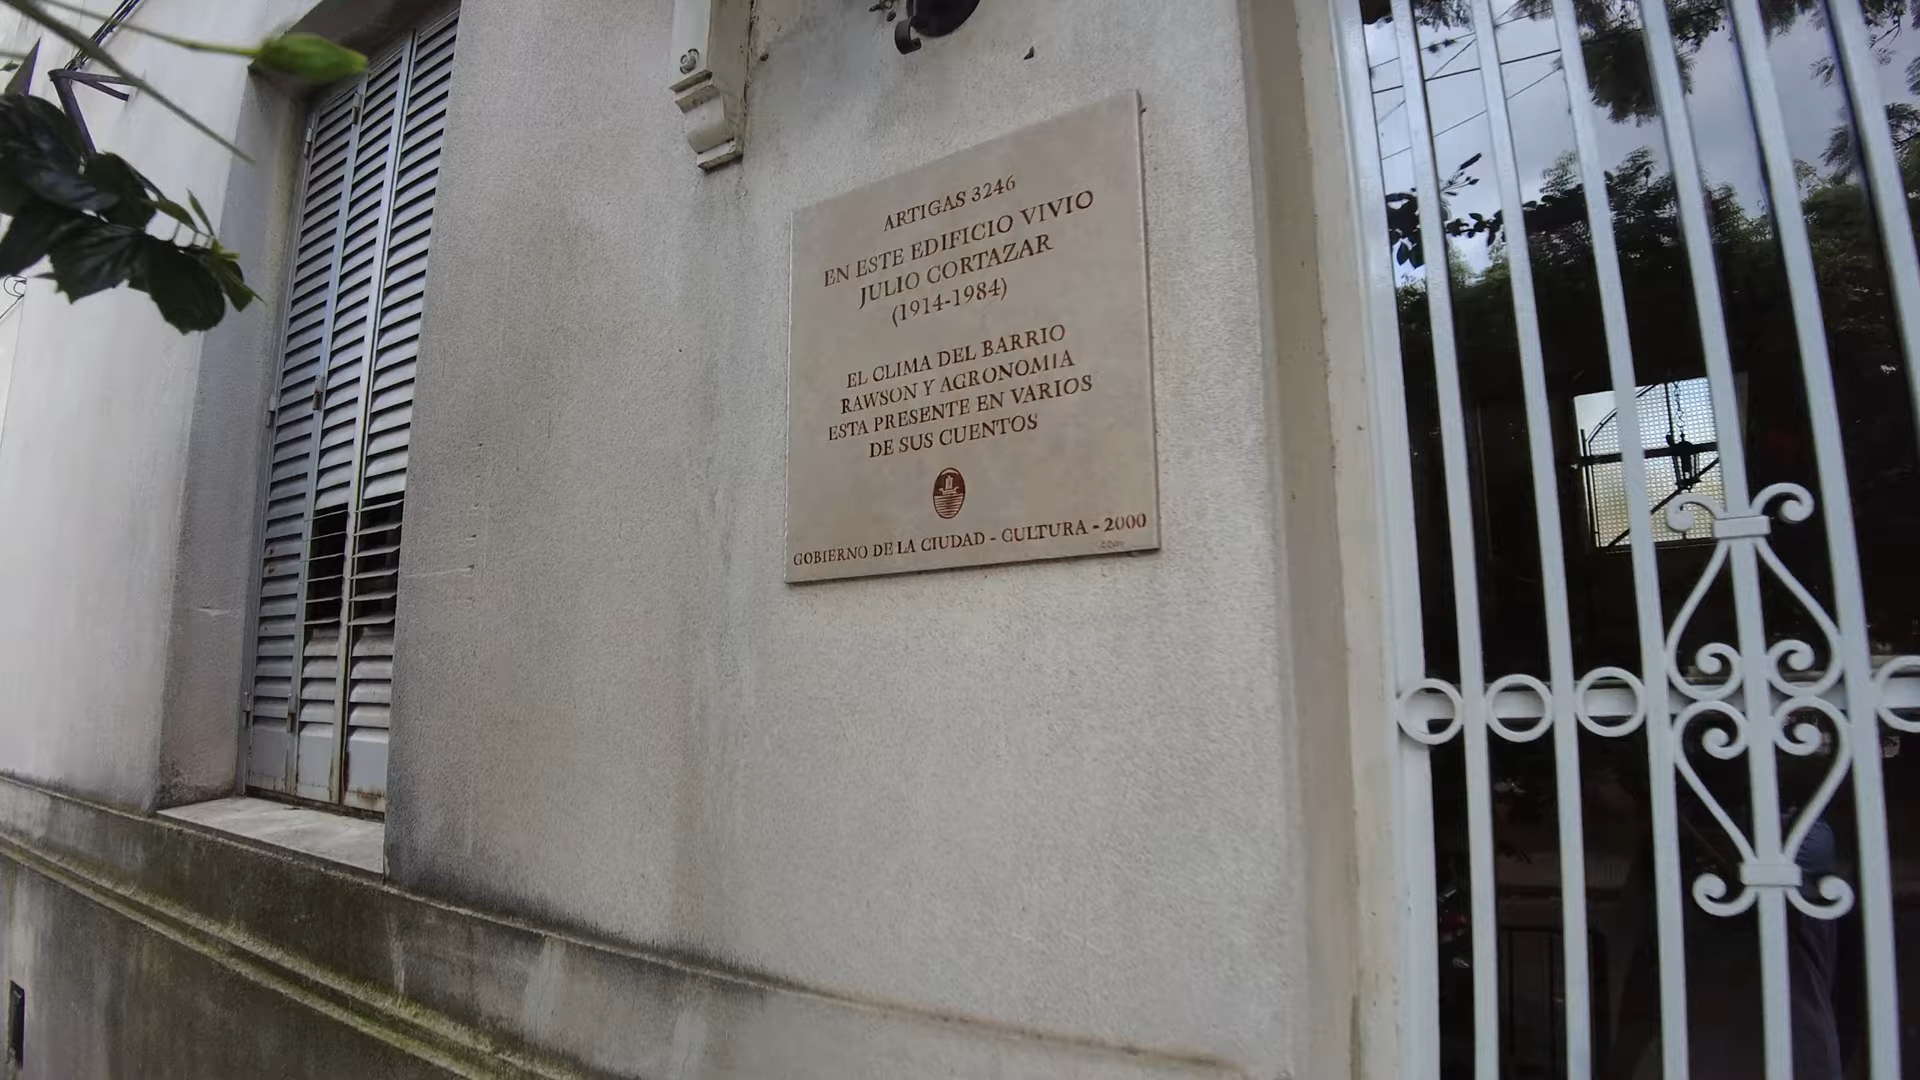 ARTIGAS 3246
EN ESTE EDIFICIO VIVIO
JULIO CORTAZAR
(1914-1984)
EL CLIMA DEL BARRIO
RAWSON Y AGRONOMIA
ESTA PRESENTE EN VARIOS
DE SUS CUENTOS
GOBIERNO DE LA CIUDAD - CULTURA - 2000